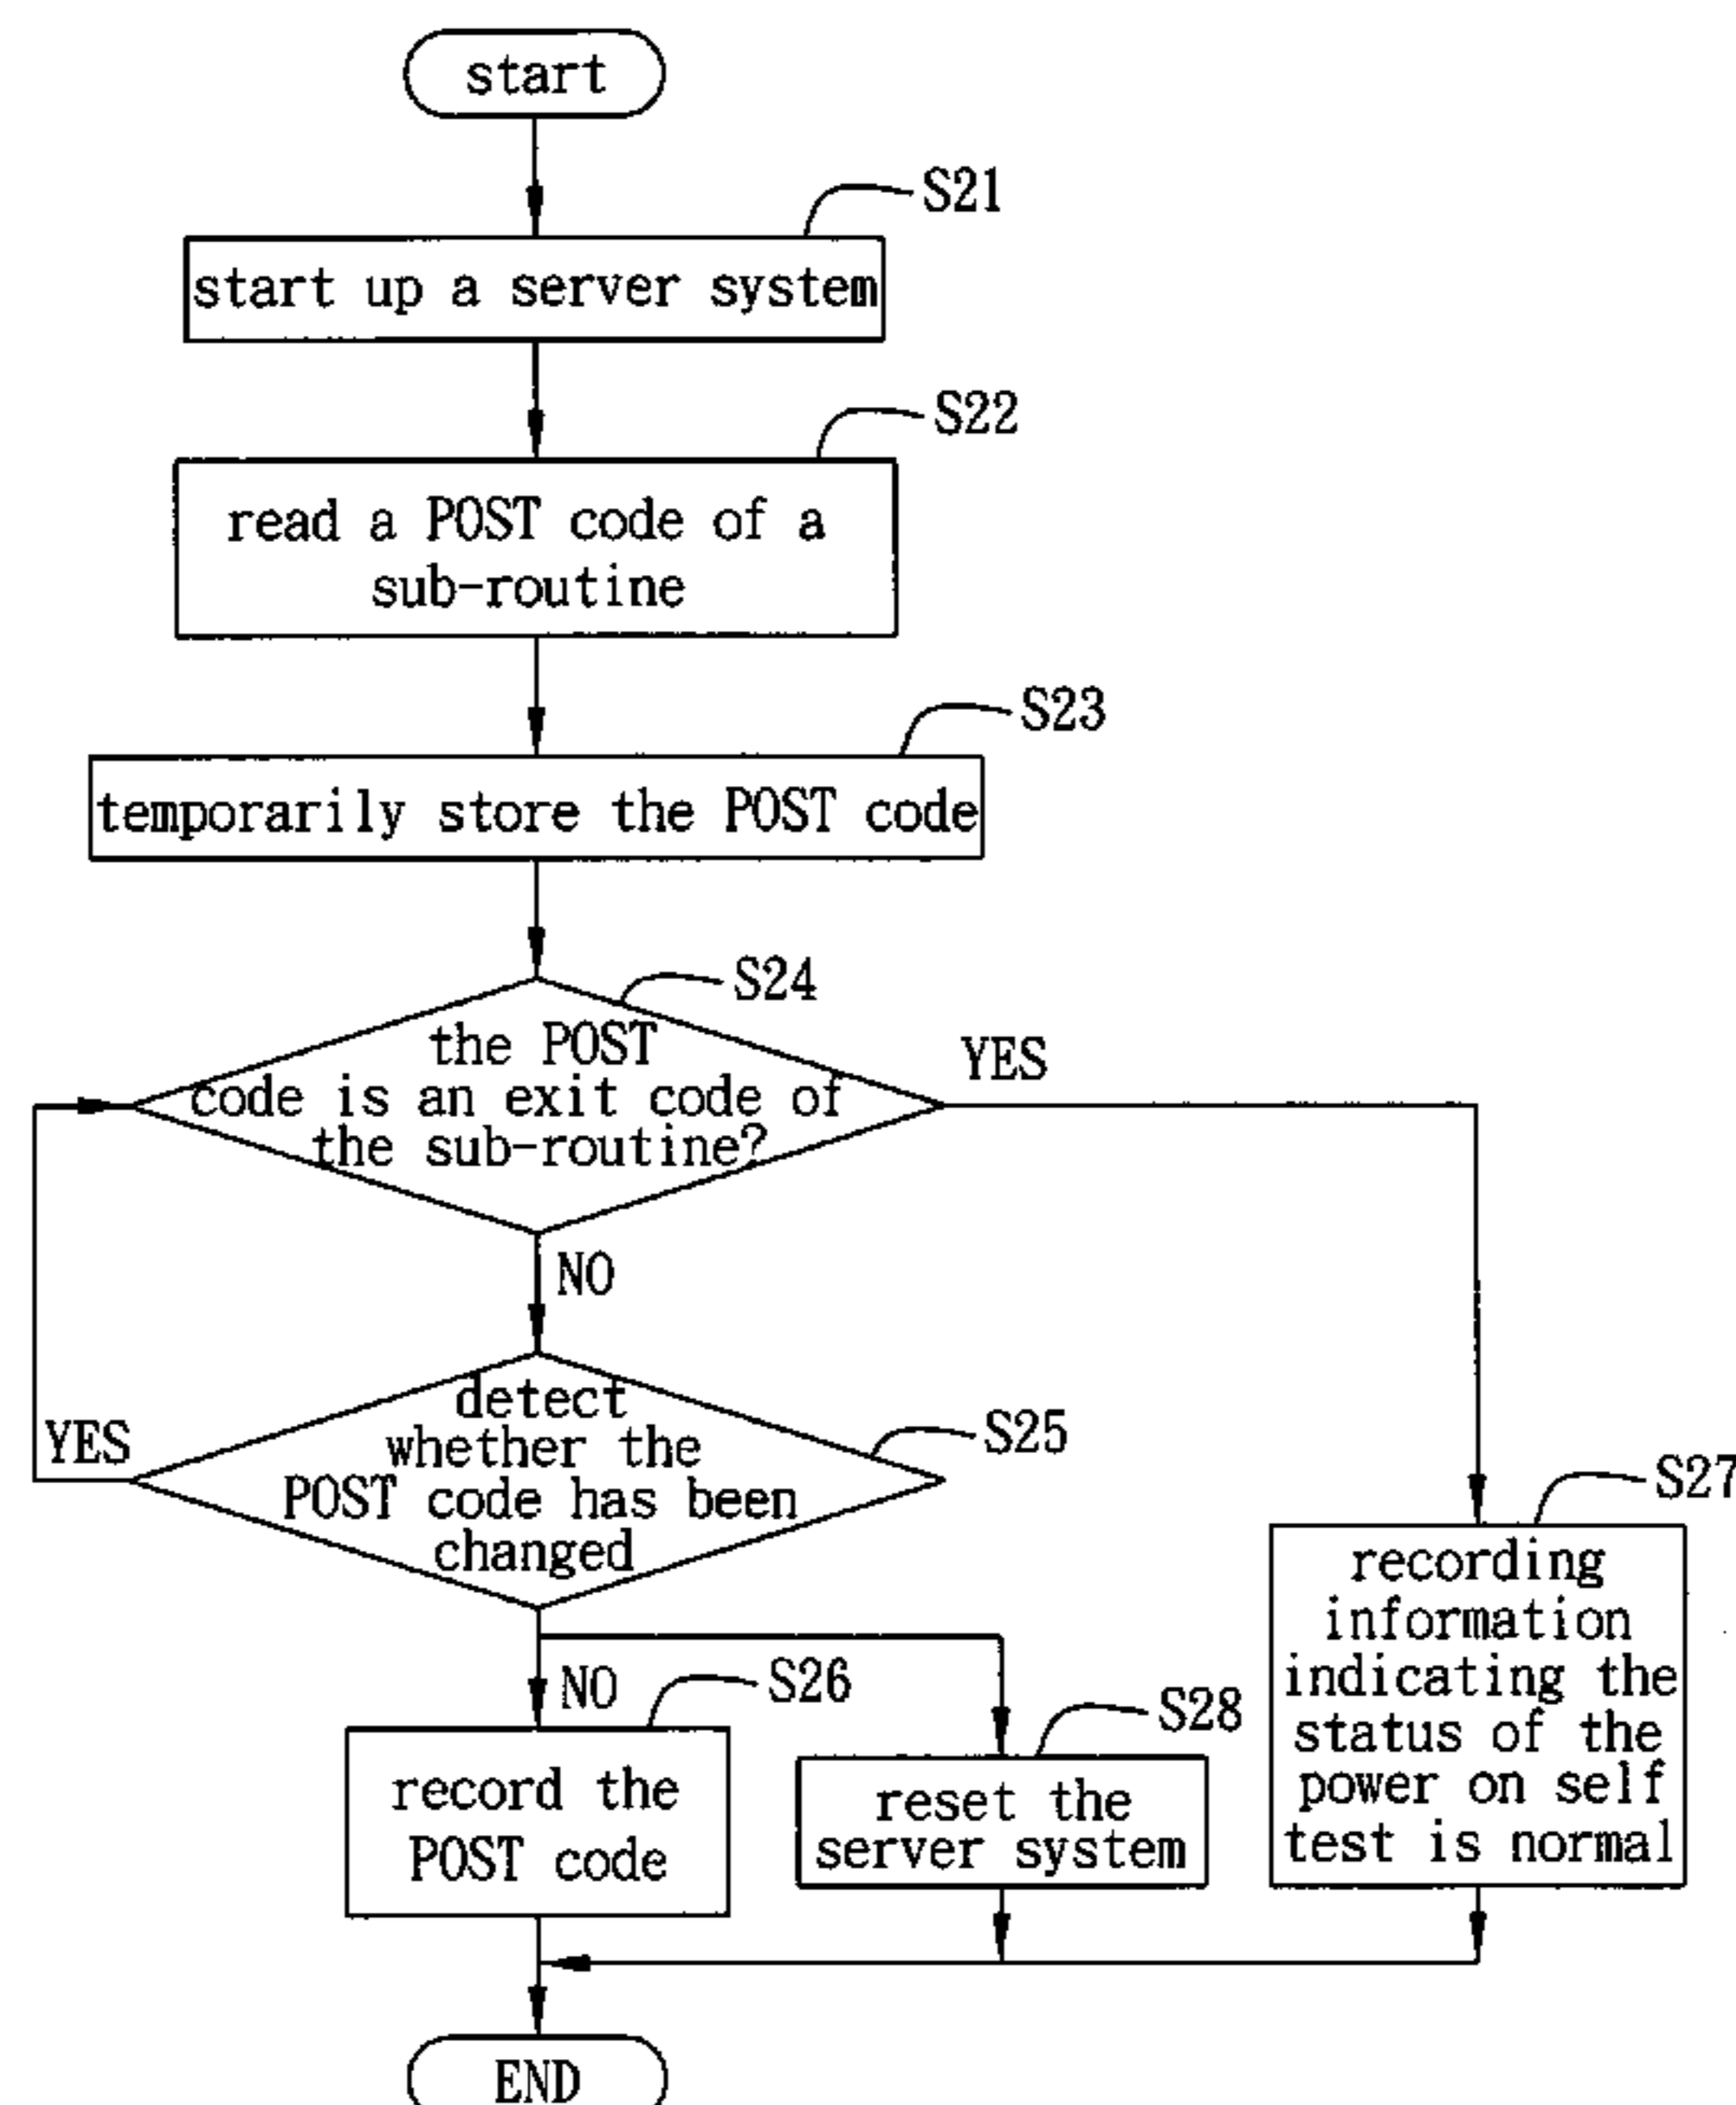 start
S21
start up a server system
S22
read a POST code of a
sub-routine
S23
temporarily store the POST code
S24
the POST
code is an exit code of
the sub-routine?
YES
NO
detect
whether the
POST code has been
changed
YES
S25
S27
recording
information
indicating the
status of the
power on self
test is normal
NO
S26
record the
POST code
S28
reset the
server system
END